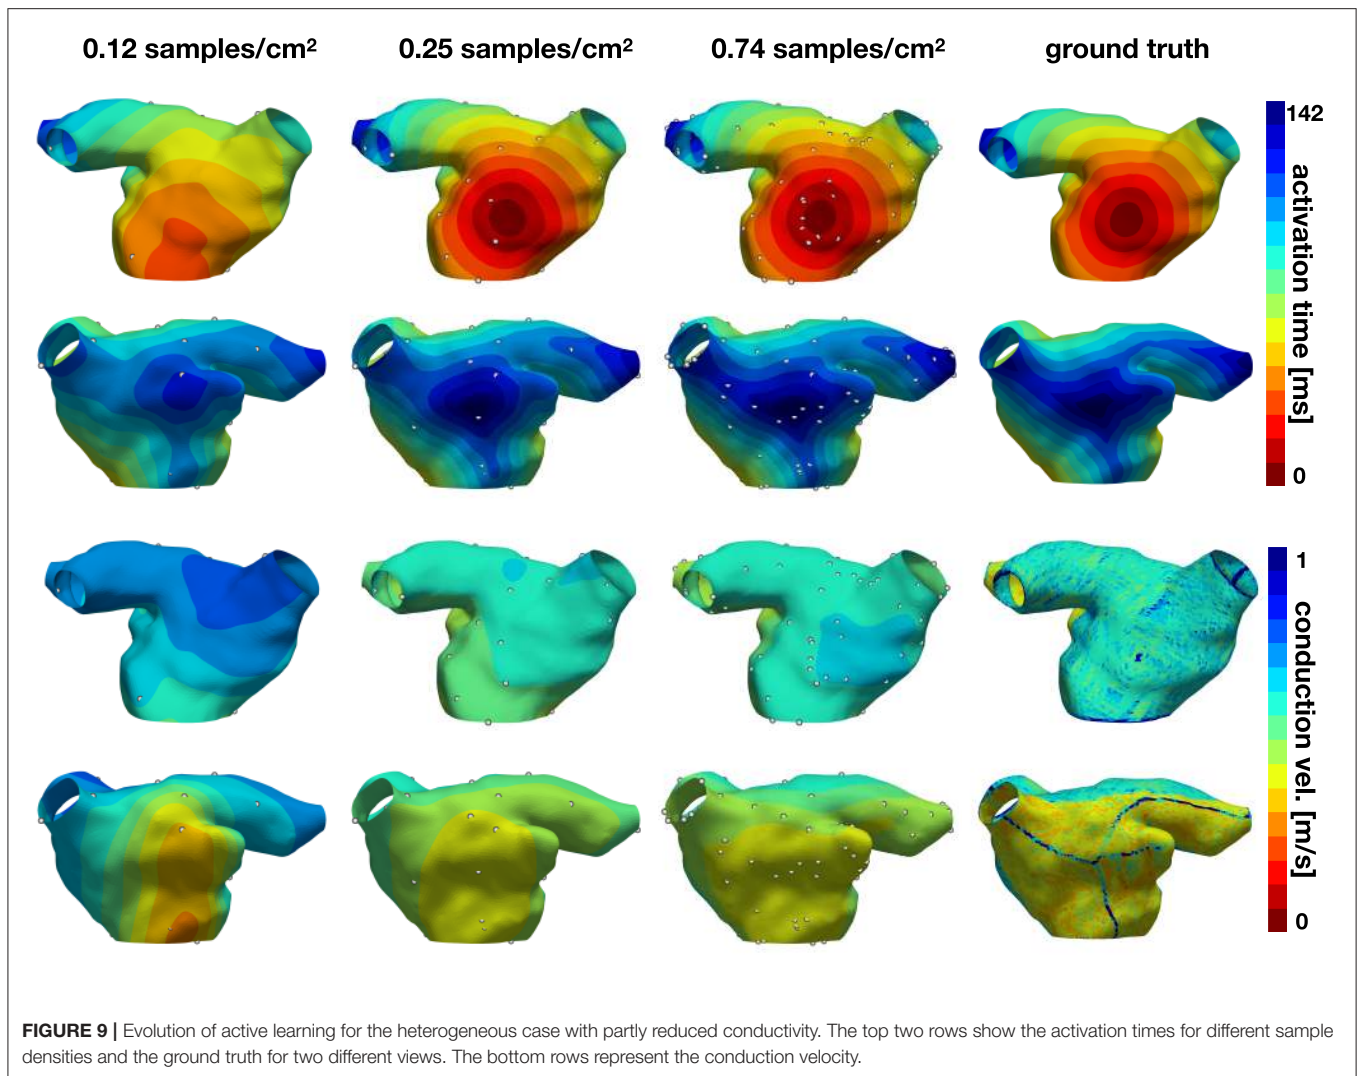 0.12 samples/cm²
0.25 samples/cm²
0.74 samples/cm²
ground truth
142
activation time [ms]
0
1
conduction vel. [m/s]
0
FIGURE 9 | Evolution of active learning for the heterogeneous case with partly reduced conductivity. The top two rows show the activation times for different sample
densities and the ground truth for two different views. The bottom rows represent the conduction velocity.